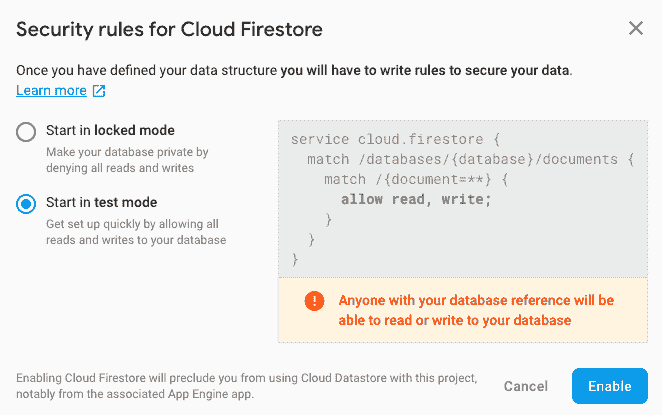 Security rules for Cloud Firestore
Once you have defined your data structure you will have to write rules to secure your data.
Learn more
Start in locked mode
Make your database private by
denying all reads and writes
Start in test mode
Get set up quickly by allowing all
reads and writes to your database
service cloud.firestore {
  match /databases/{database}/documents {
    match /{document=**} {
      allow read, write;
    }
  }
}
! Anyone with your database reference will be
able to read or write to your database
Enabling Cloud Firestore will preclude you from using Cloud Datastore with this project,
notably from the associated App Engine app.
Cancel
Enable